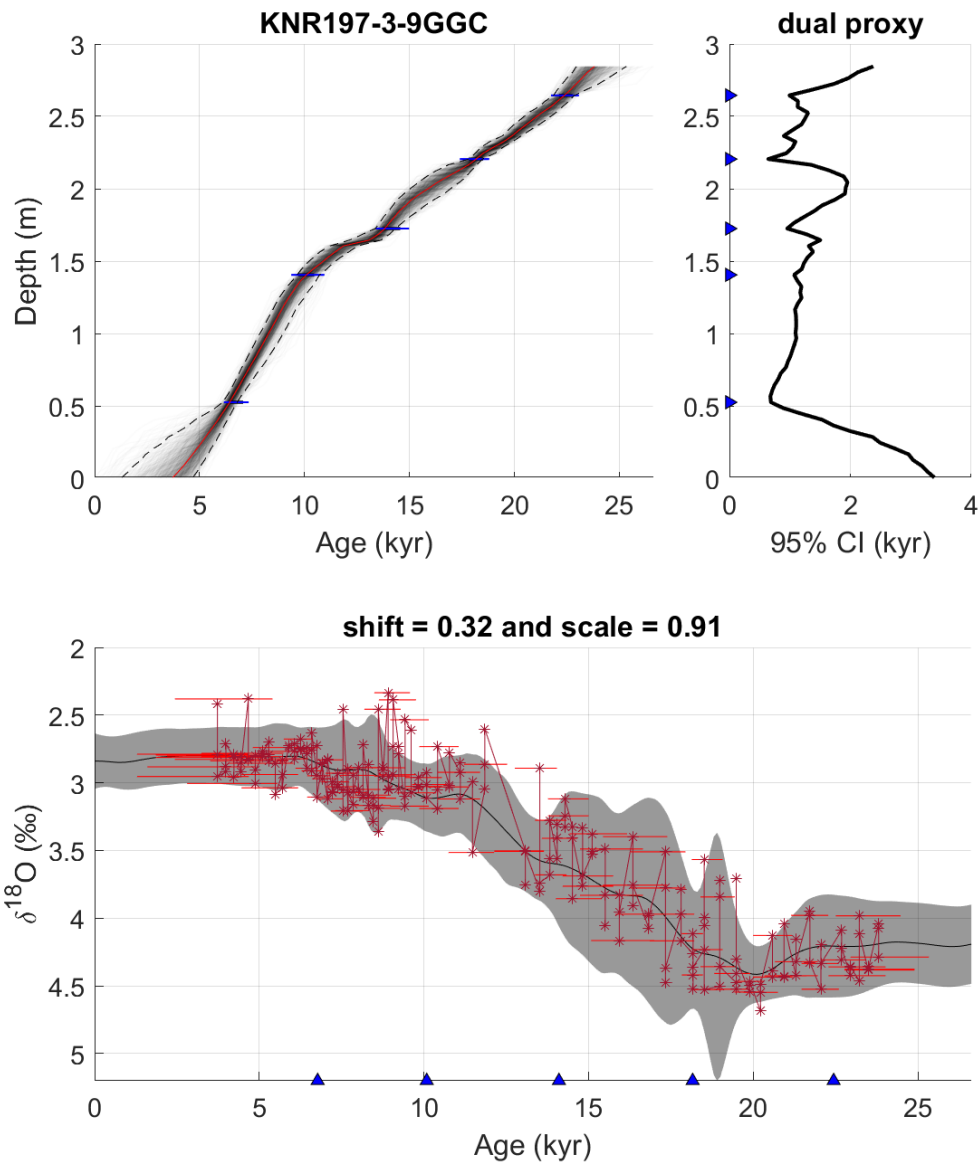 KNR197-3-9GGC
3
2.5
2
1.5
1
0.5
0
0 5 10 15 20 25
Depth (m)
Age (kyr)
dual proxy
3
2.5
2
1.5
1
0.5
0
0 2 4
95% CI (kyr)
shift = 0.32 and scale = 0.91
2
2.5
3
3.5
4
4.5
5
0 5 10 15 20 25
δ¹⁸O (‰)
Age (kyr)